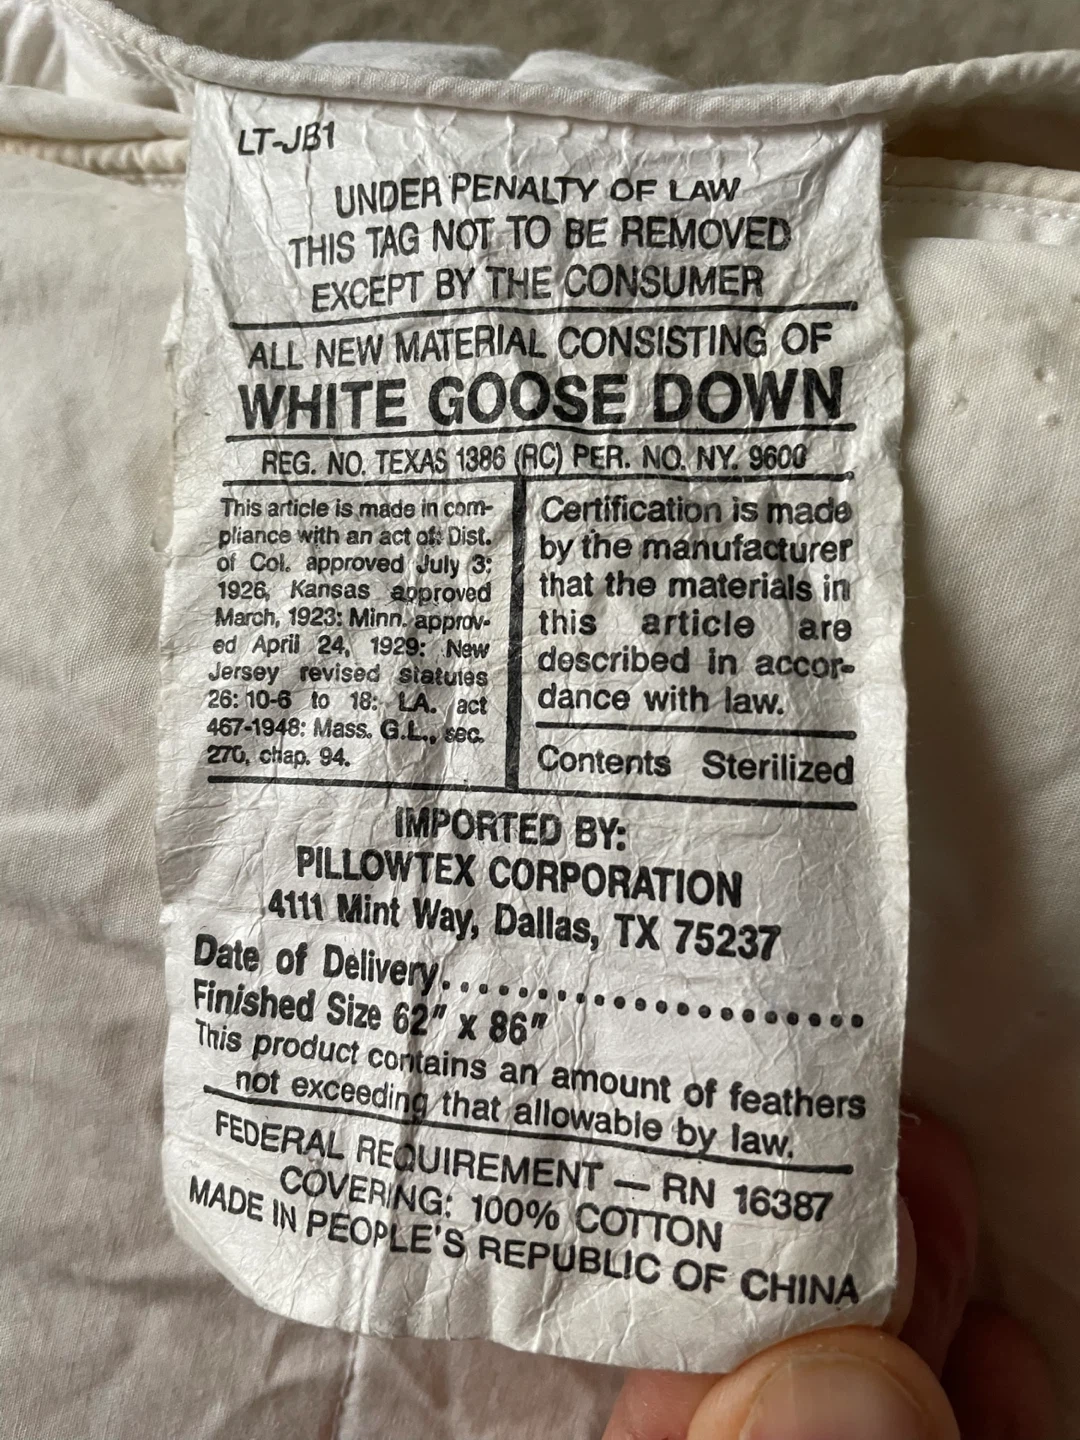 LT-JB1
UNDER PENALTY OF LAW
THIS TAG NOT TO BE REMOVED
EXCEPT BY THE CONSUMER
ALL NEW MATERIAL CONSISTING OF
WHITE GOOSE DOWN
REG. NO. TEXAS 1386 (RC) PER. NO. NY. 9600
This article is made in com-
pliance with an act of: Dist.
of Col. approved July 3:
1926, Kansas approved
March, 1923: Minn. approv-
ed April 24, 1929: New
Jersey revised statutes
26: 10-6 to 18: LA. act
467-1948: Mass. G.L., sec.
270, chap. 94.
Certification is made
by the manufacturer
that the materials in
this article are
described in accor-
dance with law.
Contents Sterilized
IMPORTED BY:
PILLOWTEX CORPORATION
4111 Mint Way, Dallas, TX 75237
Date of Delivery......................
Finished Size 62" x 86"
This product contains an amount of feathers
not exceeding that allowable by law.
FEDERAL REQUIREMENT — RN 16387
COVERING: 100% COTTON
MADE IN PEOPLE'S REPUBLIC OF CHINA